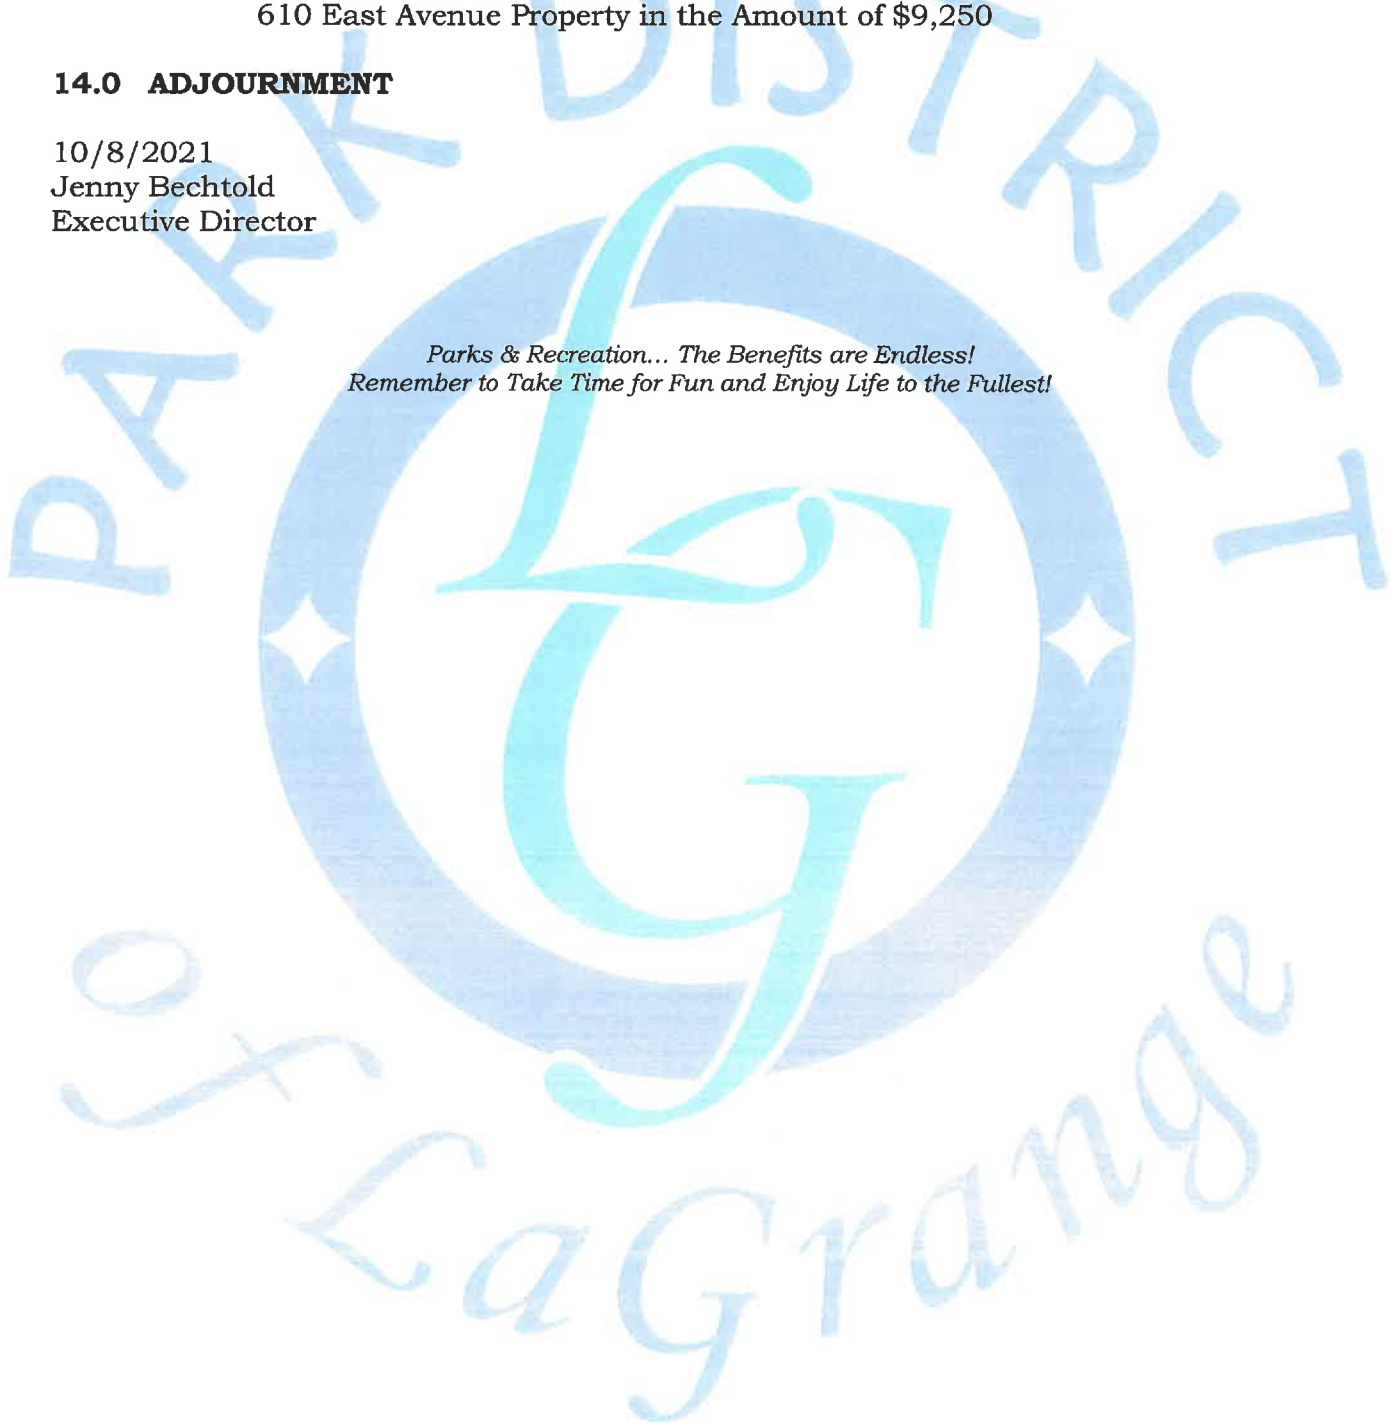 610 East Avenue Property in the Amount of $9,250
14.0 ADJOURNMENT
10/8/2021
Jenny Bechtold
Executive Director
Parks & Recreation... The Benefits are Endless!
Remember to Take Time for Fun and Enjoy Life to the Fullest!
PARK DISTRICT
LG
of LaGrange